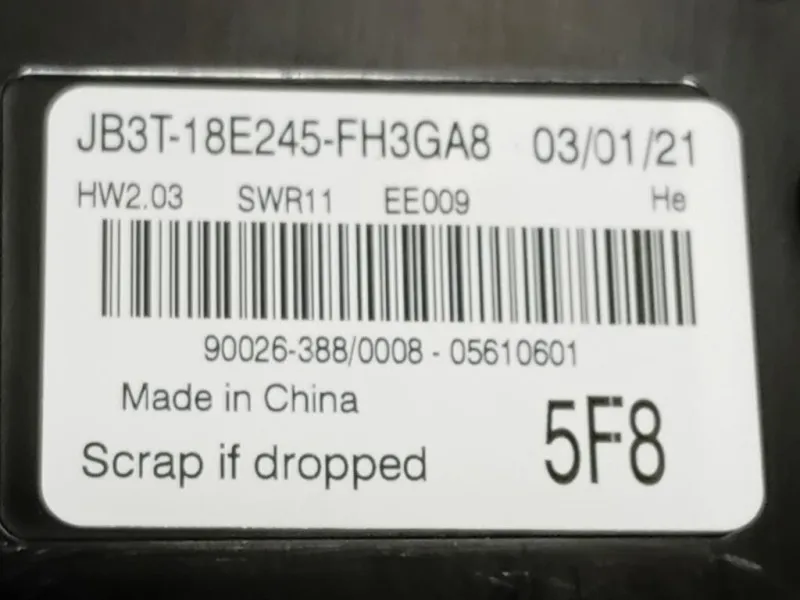 JB3T-18E245-FH3GA8 03/01/21
HW2.03 SWR11 EE009 He
90026-388/0008 - 05610601
Made in China
5F8
Scrap if dropped